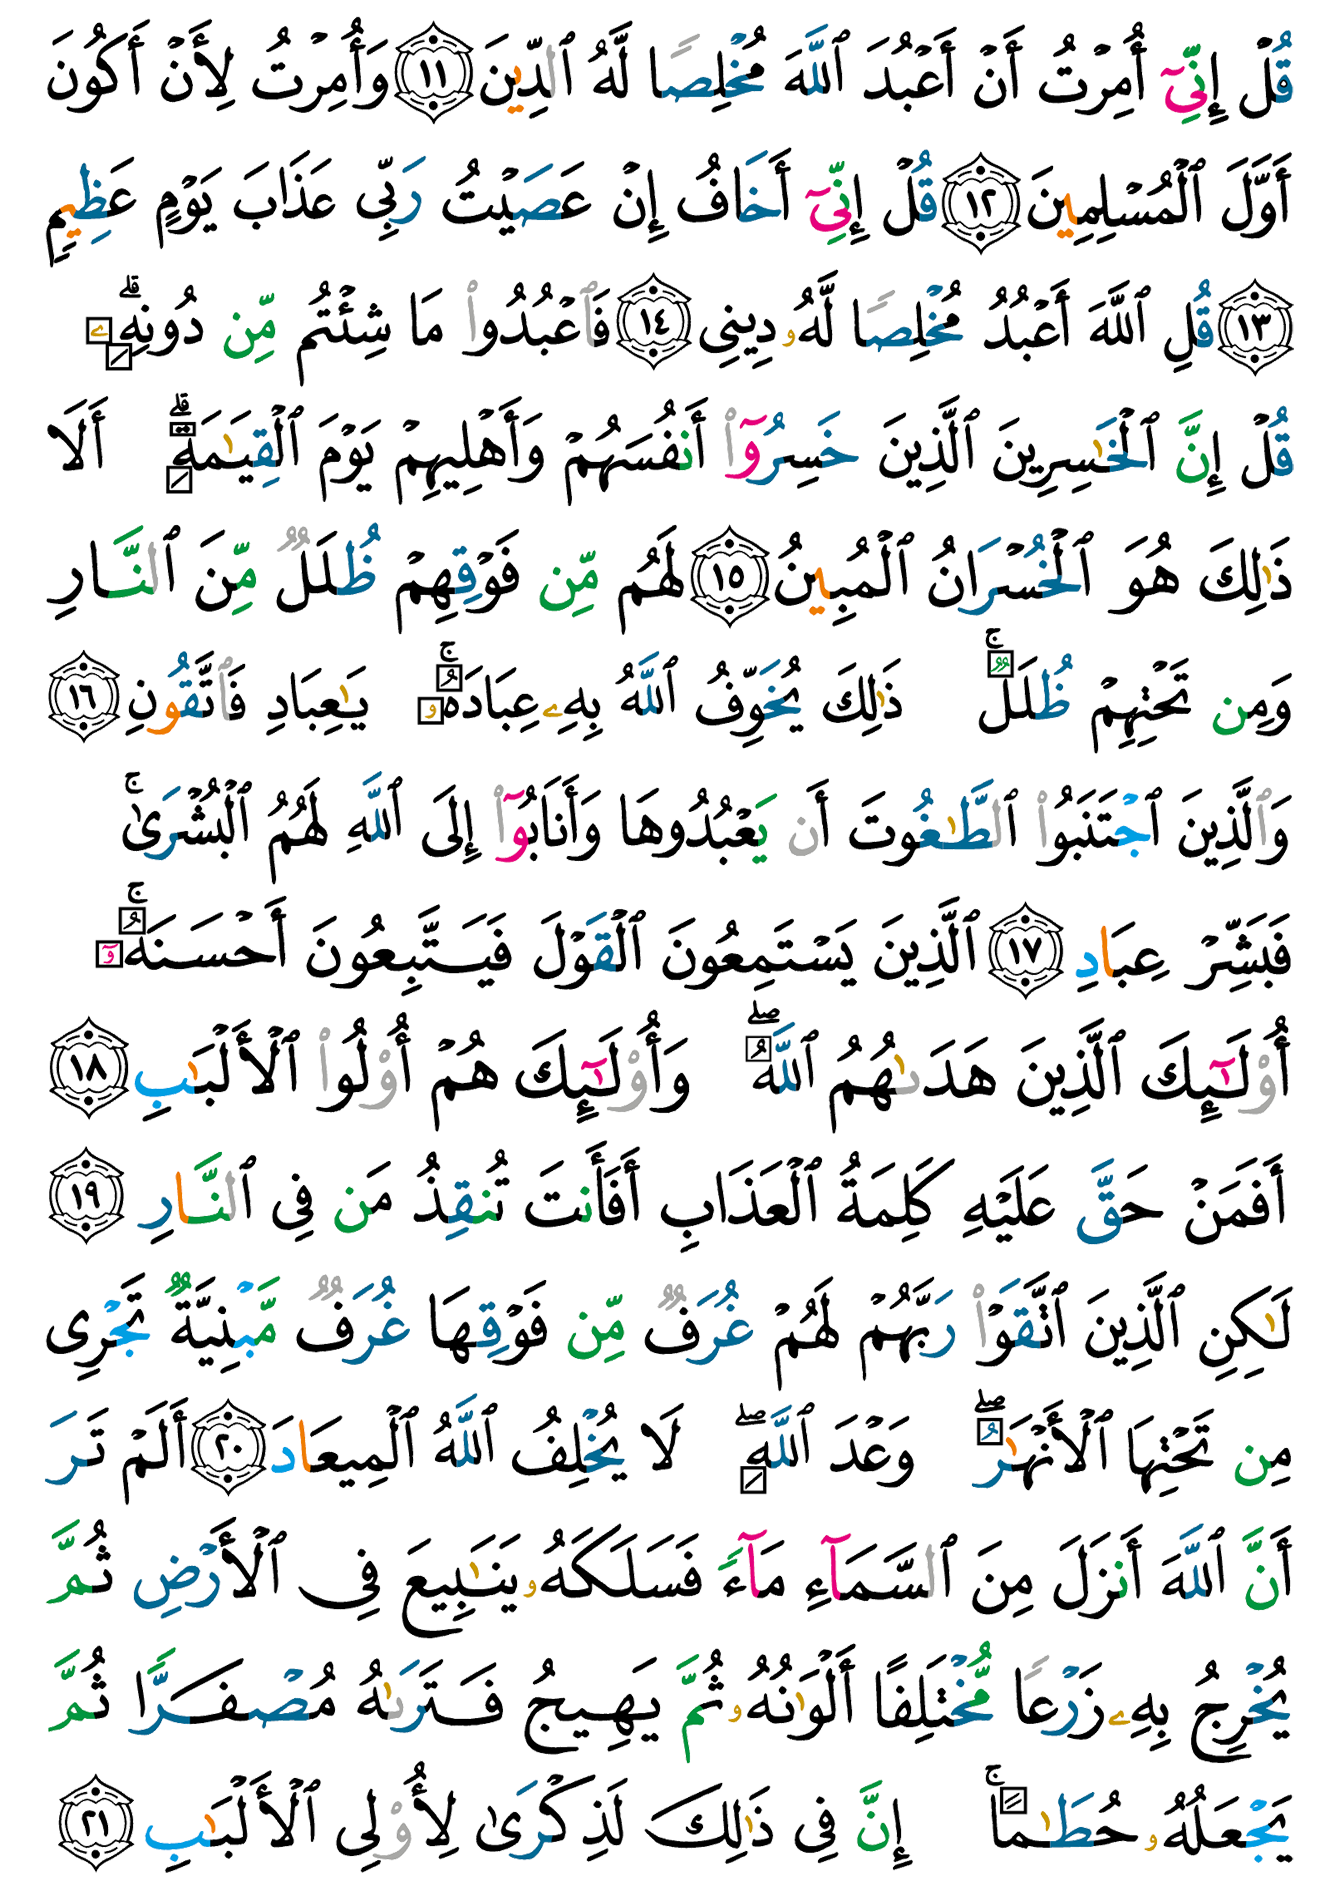 قُلۡ إِنِّيٓ أُمِرۡتُ أَنۡ أَعۡبُدَ ٱللَّهَ مُخۡلِصٗا لَّهُ ٱلدِّينَ ١١ وَأُمِرۡتُ لِأَنۡ أَكُونَ
أَوَّلَ ٱلۡمُسۡلِمِينَ ١٢ قُلۡ إِنِّيٓ أَخَافُ إِنۡ عَصَيۡتُ رَبِّي عَذَابَ يَوۡمٍ عَظِيمٖ
١٣ قُلِ ٱللَّهَ أَعۡبُدُ مُخۡلِصٗا لَّهُۥ دِينِي ١٤ فَٱعۡبُدُواْ مَا شِئۡتُم مِّن دُونِهِۦۗ
قُلۡ إِنَّ ٱلۡخَٰسِرِينَ ٱلَّذِينَ خَسِرُوٓاْ أَنفُسَهُمۡ وَأَهۡلِيهِمۡ يَوۡمَ ٱلۡقِيَٰمَةِۗ أَلَا
ذَٰلِكَ هُوَ ٱلۡخُسۡرَانُ ٱلۡمُبِينُ ١٥ لَهُم مِّن فَوۡقِهِمۡ ظُلَلٞ مِّنَ ٱلنَّارِ
وَمِن تَحۡتِهِمۡ ظُلَلٞۚ ذَٰلِكَ يُخَوِّفُ ٱللَّهُ بِهِۦ عِبَادَهُۥۚ يَٰعِبَادِ فَٱتَّقُونِ ١٦
وَٱلَّذِينَ ٱجۡتَنَبُواْ ٱلطَّٰغُوتَ أَن يَعۡبُدُوهَا وَأَنَابُوٓاْ إِلَى ٱللَّهِ لَهُمُ ٱلۡبُشۡرَىٰۚ
فَبَشِّرۡ عِبَادِ ١٧ ٱلَّذِينَ يَسۡتَمِعُونَ ٱلۡقَوۡلَ فَيَتَّبِعُونَ أَحۡسَنَهُۥٓۚ
أُوْلَٰٓئِكَ ٱلَّذِينَ هَدَىٰهُمُ ٱللَّهُۖ وَأُوْلَٰٓئِكَ هُمۡ أُوْلُواْ ٱلۡأَلۡبَٰبِ ١٨
أَفَمَنۡ حَقَّ عَلَيۡهِ كَلِمَةُ ٱلۡعَذَابِ أَفَأَنتَ تُنقِذُ مَن فِي ٱلنَّارِ ١٩
لَٰكِنِ ٱلَّذِينَ ٱتَّقَوۡاْ رَبَّهُمۡ لَهُمۡ غُرَفٞ مِّن فَوۡقِهَا غُرَفٞ مَّبۡنِيَّةٞ تَجۡرِي
مِن تَحۡتِهَا ٱلۡأَنۡهَٰرُۖ وَعۡدَ ٱللَّهِۖ لَا يُخۡلِفُ ٱللَّهُ ٱلۡمِيعَادَ ٢٠ أَلَمۡ تَرَ
أَنَّ ٱللَّهَ أَنزَلَ مِنَ ٱلسَّمَآءِ مَآءٗ فَسَلَكَهُۥ يَنَٰبِيعَ فِي ٱلۡأَرۡضِ ثُمَّ
يُخۡرِجُ بِهِۦ زَرۡعٗا مُّخۡتَلِفًا أَلۡوَٰنُهُۥ ثُمَّ يَهِيجُ فَتَرَىٰهُ مُصۡفَرّٗا ثُمَّ
يَجۡعَلُهُۥ حُطَٰمًاۚ إِنَّ فِي ذَٰلِكَ لَذِكۡرَىٰ لِأُوْلِي ٱلۡأَلۡبَٰبِ ٢١